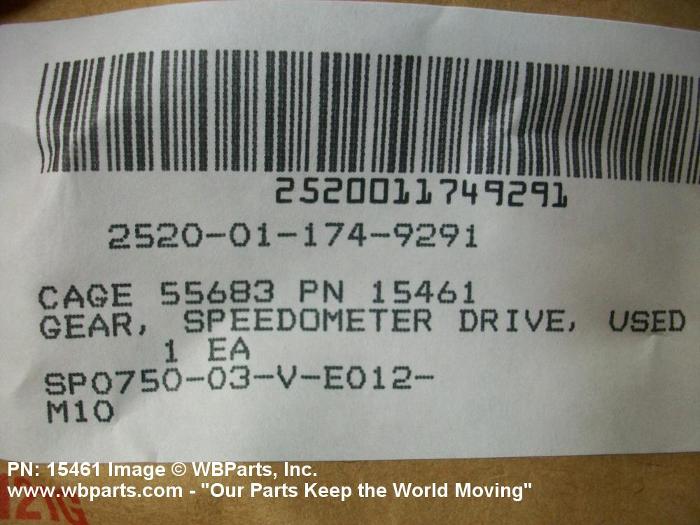 2520011749291
2520-01-174-9291
CAGE 55683 PN 15461
GEAR, SPEEDOMETER DRIVE, USED
1 EA
SP0750-03-V-E012-
M10
PN: 15461 Image © WBParts, Inc.
www.wbparts.com - "Our Parts Keep the World Moving"